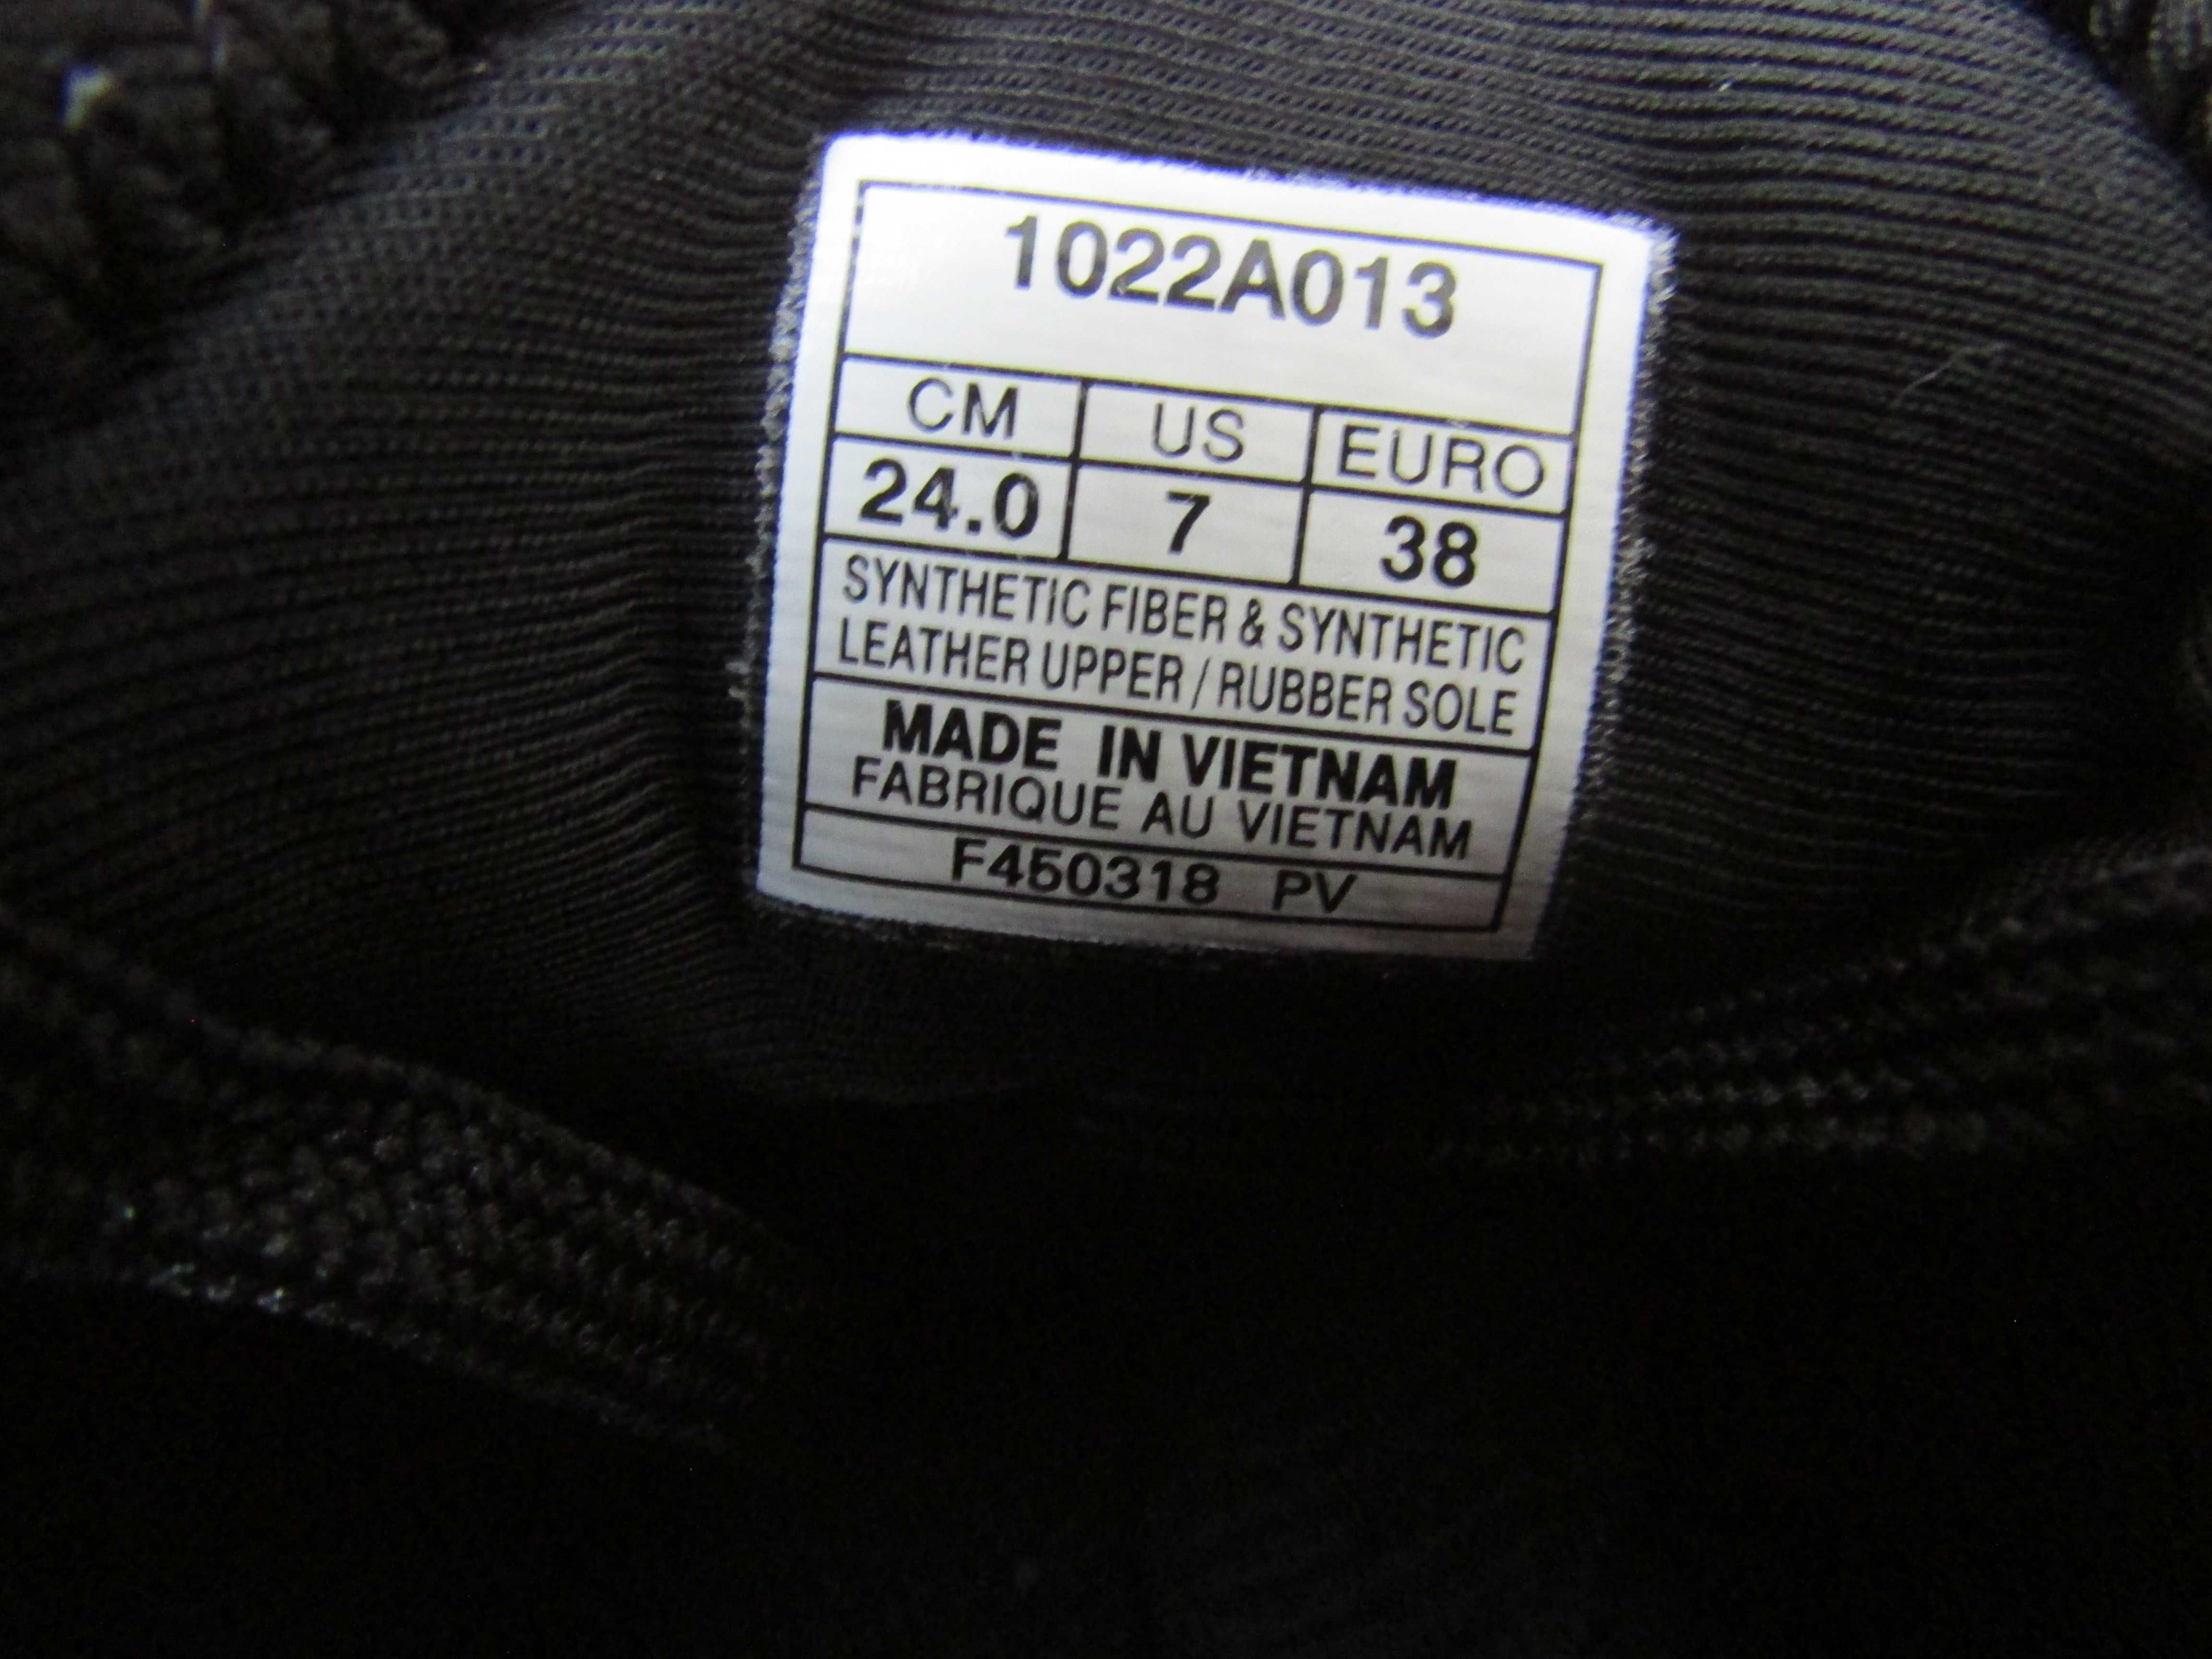 1022A013
CM US EURO
24.0 7 38
SYNTHETIC FIBER & SYNTHETIC
LEATHER UPPER / RUBBER SOLE
MADE IN VIETNAM
FABRIQUE AU VIETNAM
F450318 PV